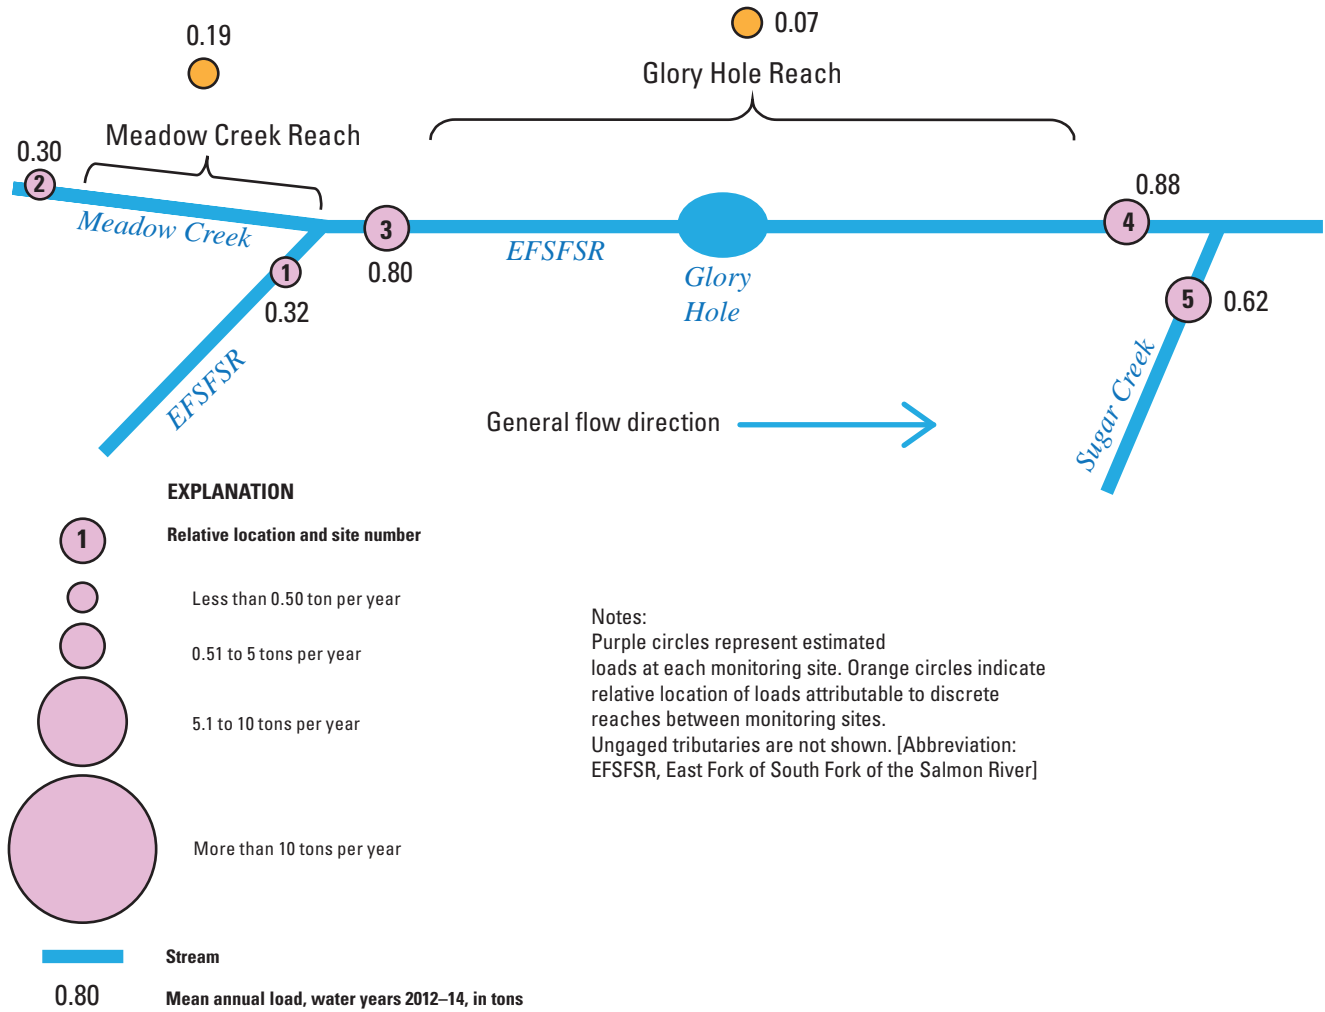 0.19
0.07
Glory Hole Reach
Meadow Creek Reach
0.30
2
Meadow Creek
3
0.80
1
0.32
EFSFSR
EFSFSR
Glory
Hole
0.88
4
5
0.62
Sugar Creek
General flow direction
EXPLANATION
1
Relative location and site number
Less than 0.50 ton per year
0.51 to 5 tons per year
5.1 to 10 tons per year
More than 10 tons per year
Stream
0.80
Mean annual load, water years 2012–14, in tons
Notes:
Purple circles represent estimated
loads at each monitoring site. Orange circles indicate
relative location of loads attributable to discrete
reaches between monitoring sites.
Ungaged tributaries are not shown. [Abbreviation:
EFSFSR, East Fork of South Fork of the Salmon River]